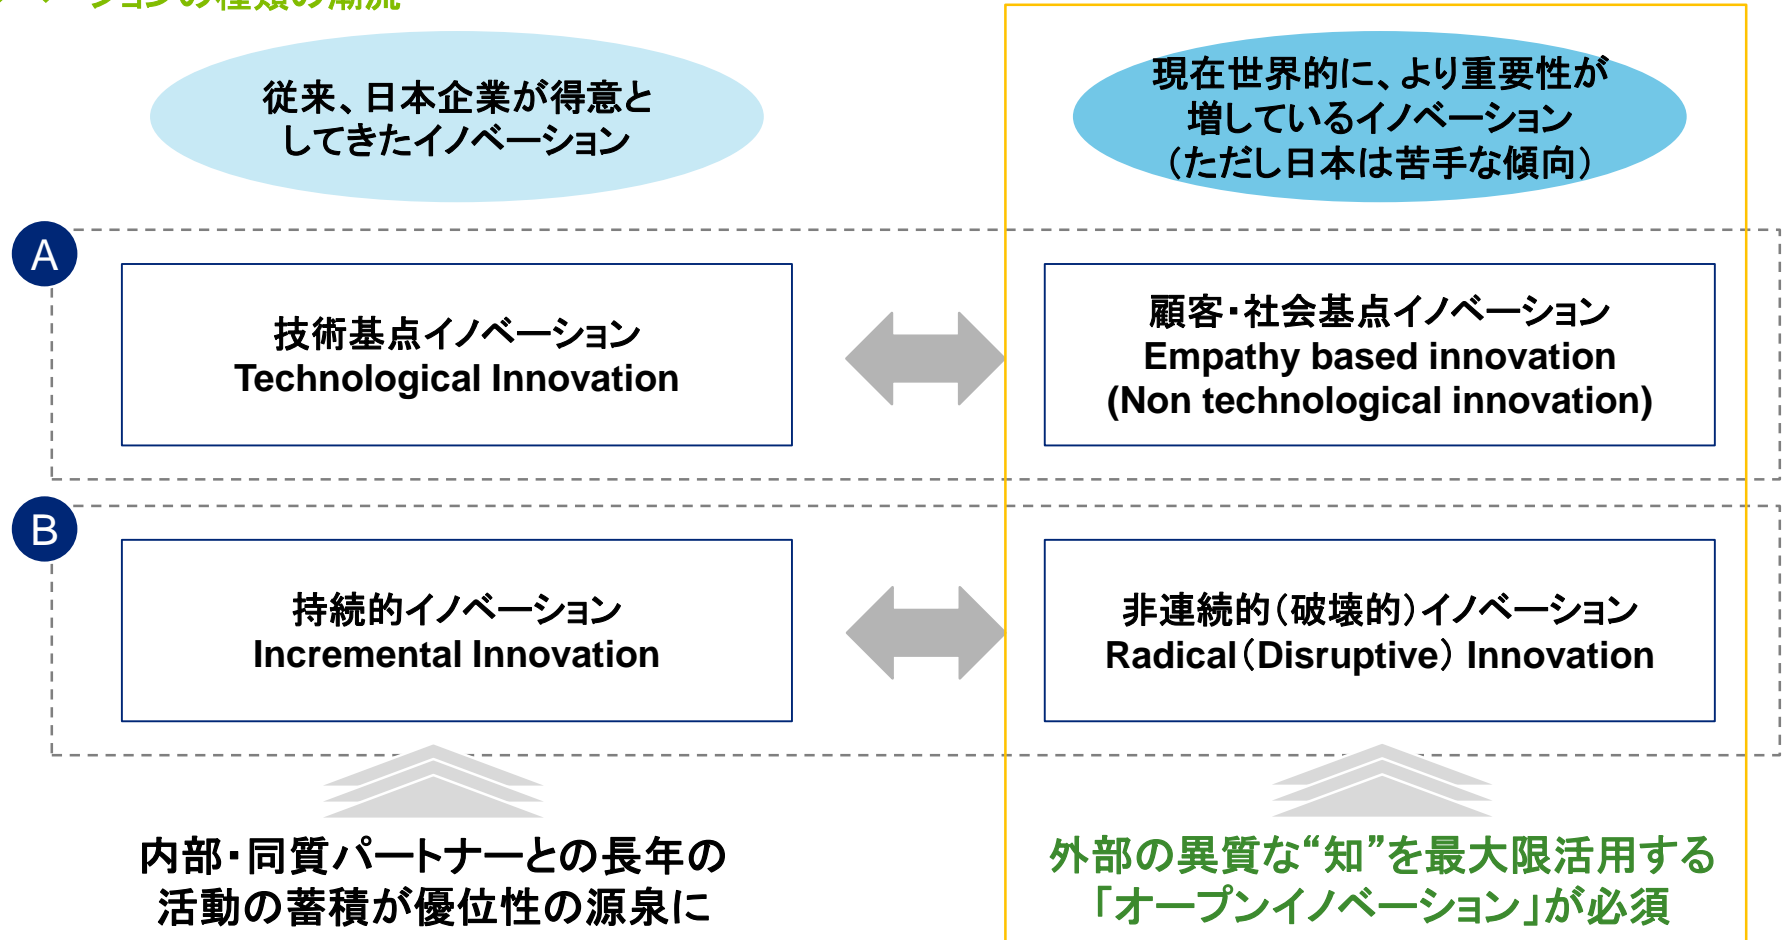 ションの種類の潮流
従来、日本企業が得意と
してきたイノベーション
現在世界的に、より重要性が
増しているイノベーション
（ただし日本は苦手な傾向）
A
技術基点イノベーション
Technological Innovation
顧客・社会基点イノベーション
Empathy based innovation
(Non technological innovation)
B
持続的イノベーション
Incremental Innovation
非連続的（破壊的）イノベーション
Radical（Disruptive）Innovation
内部・同質パートナーとの長年の
活動の蓄積が優位性の源泉に
外部の異質な“知”を最大限活用する
「オープンイノベーション」が必須